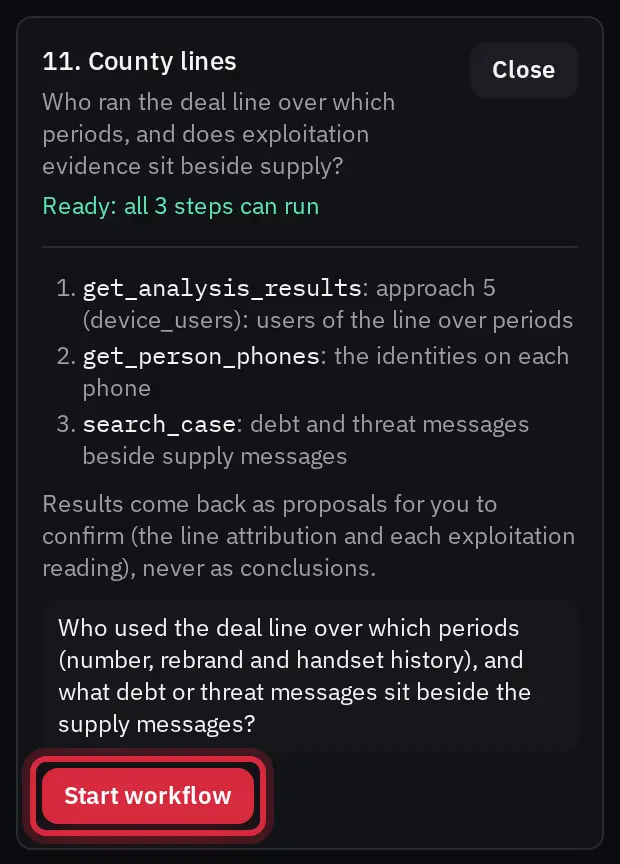 11. County lines
Close
Who ran the deal line over which
periods, and does exploitation
evidence sit beside supply?
Ready: all 3 steps can run
1. get_analysis_results: approach 5
(device_users): users of the line over periods
2. get_person_phones: the identities on each
phone
3. search_case: debt and threat messages
beside supply messages
Results come back as proposals for you to
confirm (the line attribution and each exploitation
reading), never as conclusions.
Who used the deal line over which periods
(number, rebrand and handset history), and
what debt or threat messages sit beside the
supply messages?
Start workflow